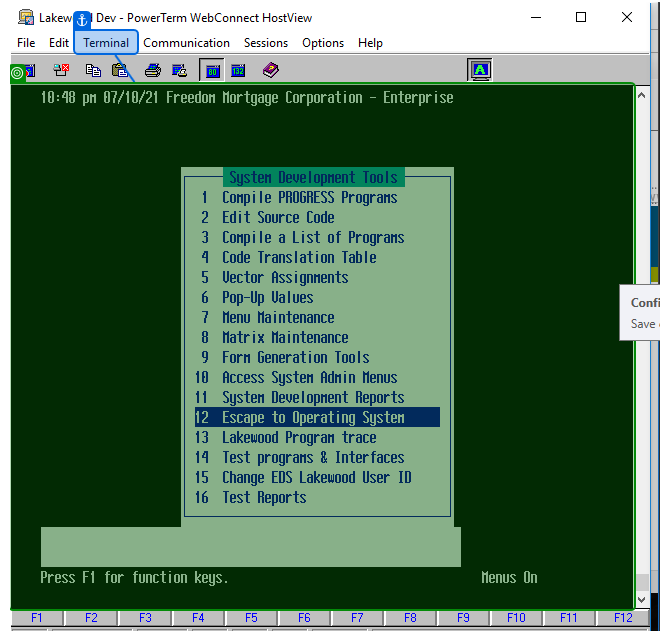 Lakew d Dev - PowerTerm WebConnect HostView
File Edit Terminal Communication Sessions Options Help
80 132 A
10:48 pm 07/10/21 Freedom Mortgage Corporation - Enterprise
System Development Tools
1 Compile PROGRESS Programs
2 Edit Source Code
3 Compile a List of Programs
4 Code Translation Table
5 Vector Assignments
6 Pop-Up Values
7 Menu Maintenance
8 Matrix Maintenance
9 Form Generation Tools
10 Access System Admin Menus
11 System Development Reports
12 Escape to Operating System
13 Lakewood Program trace
14 Test programs & Interfaces
15 Change EDS Lakewood User ID
16 Test Reports
Confi
Save
Press F1 for function keys. Menus On
F1 F2 F3 F4 F5 F6 F7 F8 F9 F10 F11 F12